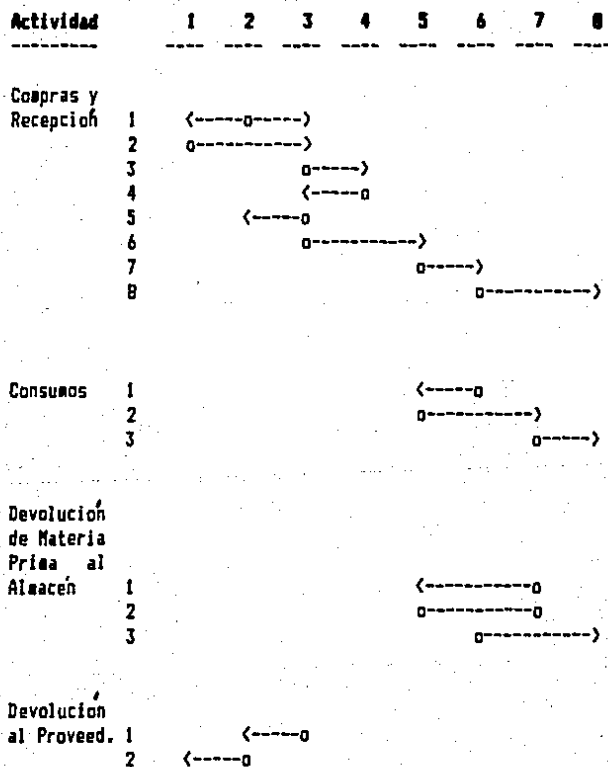 Actividad 1 2 3 4 5 6 7 8
--------- ---- ---- ---- ---- ---- ---- ---- ----
Compras y
Recepción 1 <-----o----->
2 o------------>
3 o----->
4 <-----o
5 <-----o
6 o------------>
7 o----->
8 o------------>
Consumos 1 <-----o
2 o------------>
3 o----->
Devolución
de Materia
Prima al
Almacén 1 <------------o
2 o------------o
3 o------------>
Devolución
al Proveed. 1 <-----o
2 <-----o